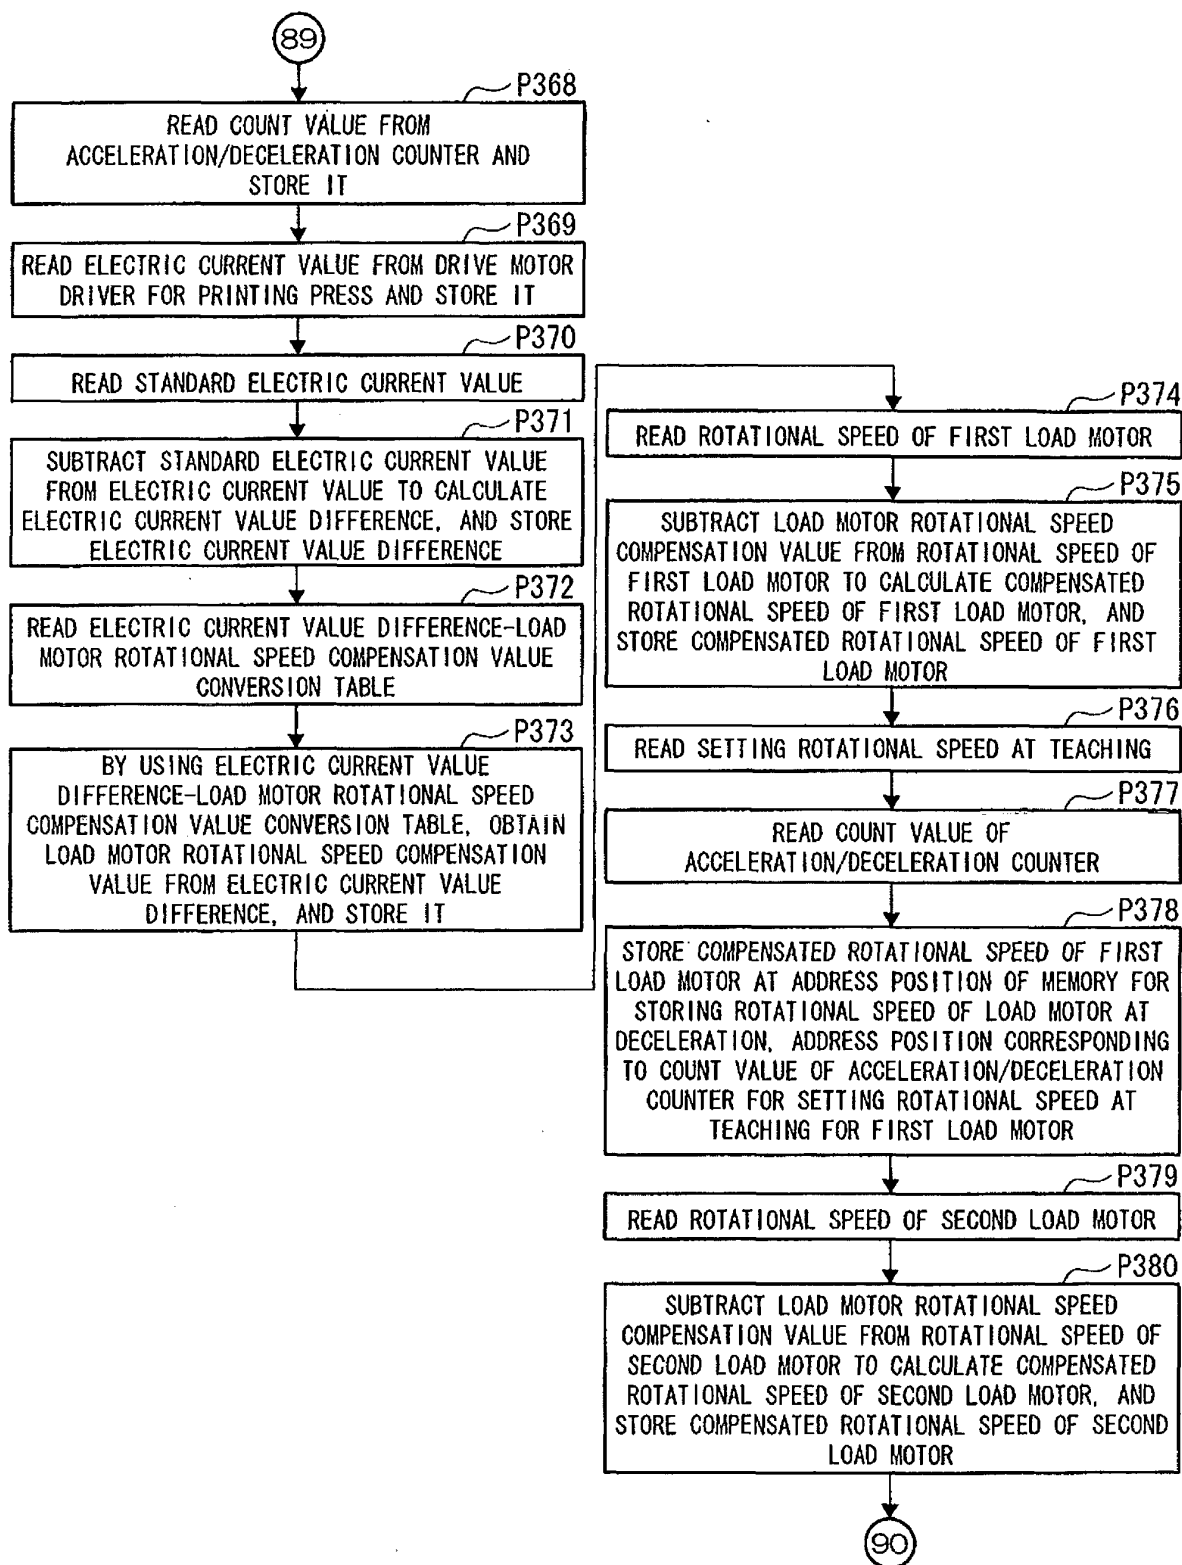 89
P368
READ COUNT VALUE FROM
ACCELERATION/DECELERATION COUNTER AND
STORE IT
P369
READ ELECTRIC CURRENT VALUE FROM DRIVE MOTOR
DRIVER FOR PRINTING PRESS AND STORE IT
P370
READ STANDARD ELECTRIC CURRENT VALUE
P371
SUBTRACT STANDARD ELECTRIC CURRENT VALUE
FROM ELECTRIC CURRENT VALUE TO CALCULATE
ELECTRIC CURRENT VALUE DIFFERENCE, AND STORE
ELECTRIC CURRENT VALUE DIFFERENCE
P372
READ ELECTRIC CURRENT VALUE DIFFERENCE-LOAD
MOTOR ROTATIONAL SPEED COMPENSATION VALUE
CONVERSION TABLE
P373
BY USING ELECTRIC CURRENT VALUE
DIFFERENCE-LOAD MOTOR ROTATIONAL SPEED
COMPENSATION VALUE CONVERSION TABLE, OBTAIN
LOAD MOTOR ROTATIONAL SPEED COMPENSATION
VALUE FROM ELECTRIC CURRENT VALUE
DIFFERENCE, AND STORE IT
P374
READ ROTATIONAL SPEED OF FIRST LOAD MOTOR
P375
SUBTRACT LOAD MOTOR ROTATIONAL SPEED
COMPENSATION VALUE FROM ROTATIONAL SPEED OF
FIRST LOAD MOTOR TO CALCULATE COMPENSATED
ROTATIONAL SPEED OF FIRST LOAD MOTOR, AND
STORE COMPENSATED ROTATIONAL SPEED OF FIRST
LOAD MOTOR
P376
READ SETTING ROTATIONAL SPEED AT TEACHING
P377
READ COUNT VALUE OF
ACCELERATION/DECELERATION COUNTER
P378
STORE COMPENSATED ROTATIONAL SPEED OF FIRST
LOAD MOTOR AT ADDRESS POSITION OF MEMORY FOR
STORING ROTATIONAL SPEED OF LOAD MOTOR AT
DECELERATION, ADDRESS POSITION CORRESPONDING
TO COUNT VALUE OF ACCELERATION/DECELERATION
COUNTER FOR SETTING ROTATIONAL SPEED AT
TEACHING FOR FIRST LOAD MOTOR
P379
READ ROTATIONAL SPEED OF SECOND LOAD MOTOR
P380
SUBTRACT LOAD MOTOR ROTATIONAL SPEED
COMPENSATION VALUE FROM ROTATIONAL SPEED OF
SECOND LOAD MOTOR TO CALCULATE COMPENSATED
ROTATIONAL SPEED OF SECOND LOAD MOTOR, AND
STORE COMPENSATED ROTATIONAL SPEED OF SECOND
LOAD MOTOR
90